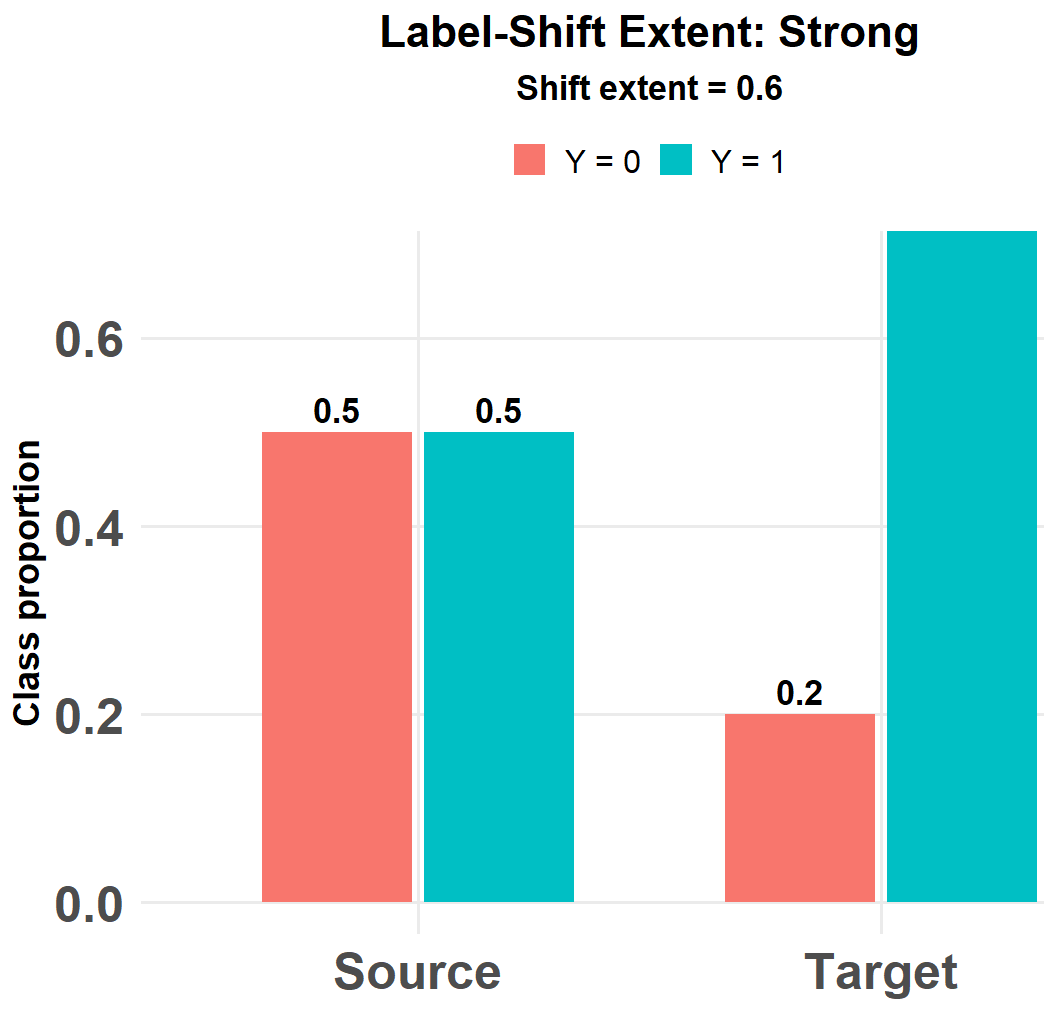 Label-Shift Extent: Strong
Shift extent = 0.6
Y = 0 Y = 1
Class proportion
0.6
0.4
0.2
0.0
0.5 0.5
0.2
Source Target